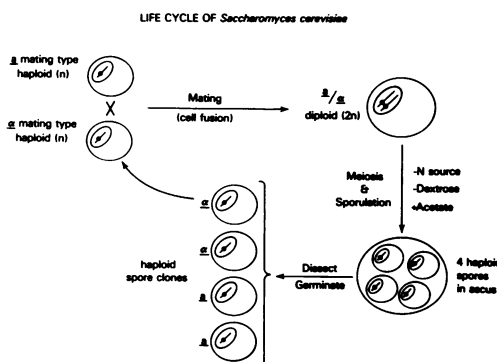 LIFE CYCLE OF Saccharomyces cerevisiae
a mating type
haploid (n)
X
α mating type
haploid (n)
Mating
(cell fusion)
a/α
diploid (2n)
Meiosis
&
Sporulation
-N source
-Dextrose
+Acetate
4 haploid
spores
in ascus
Dissect
Germinate
α
α
a
a
haploid
spore clones